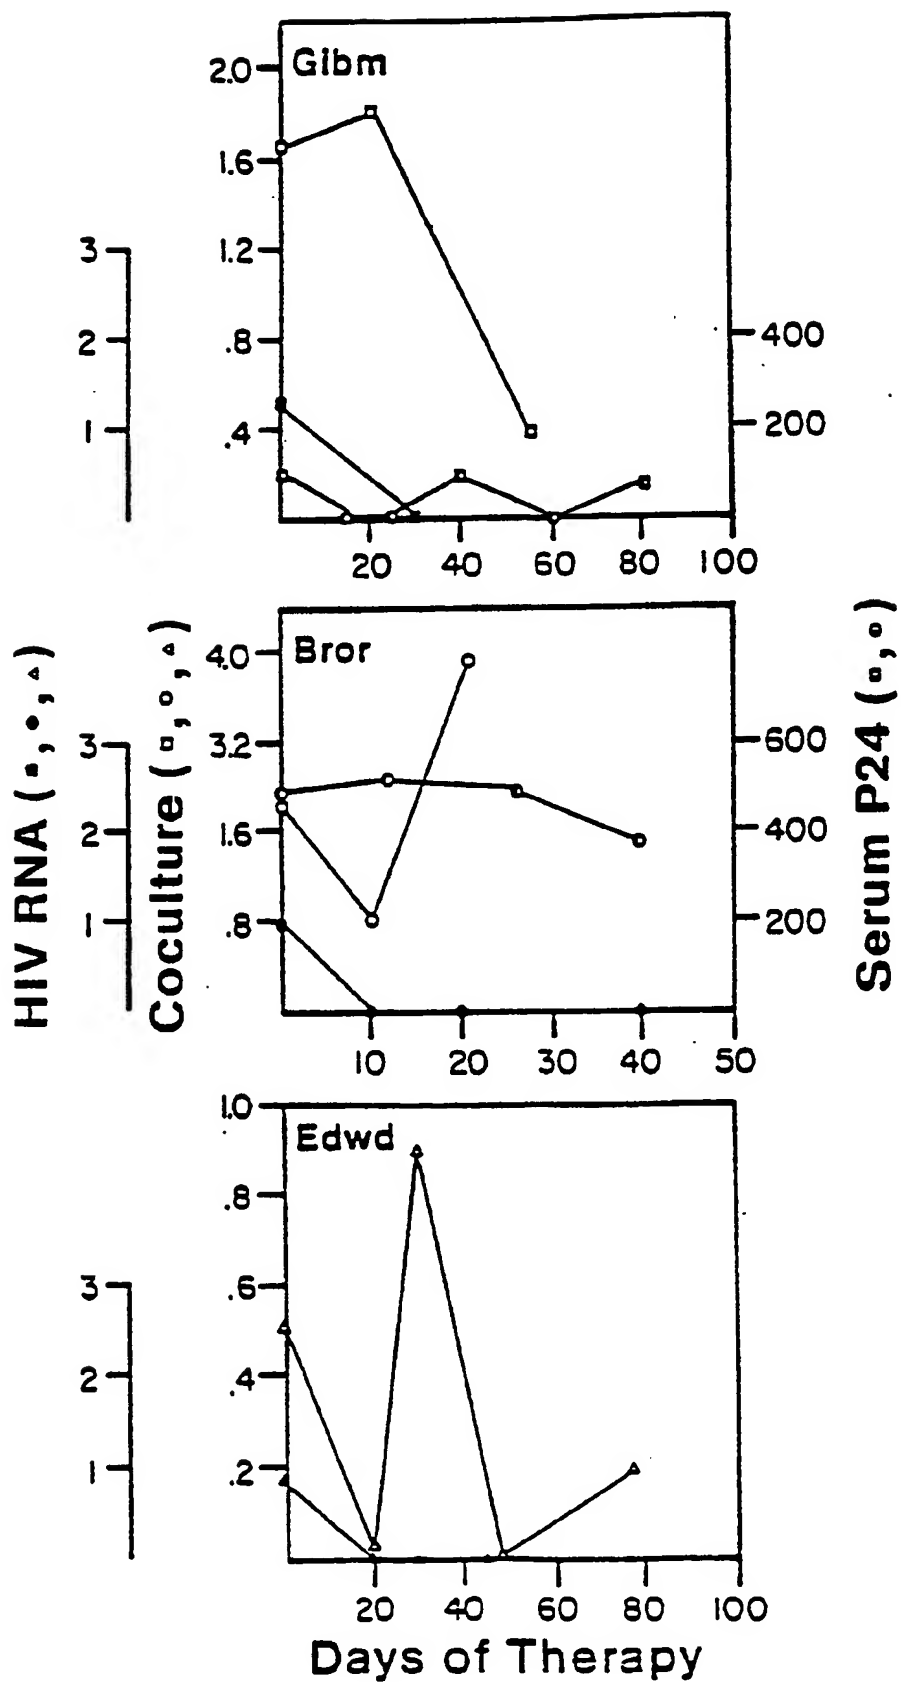 Gibm
2.0
1.6
1.2
.8
.4
3
2
1
400
200
20 40 60 80 100
Bror
4.0
3.2
1.6
.8
3
2
1
600
400
200
10 20 30 40 50
HIV RNA (▪,•,▵)
Coculture (▫,○,▵)
Serum P24 (▫,○)
Edwd
1.0
.8
.6
.4
.2
3
2
1
20 40 60 80 100
Days of Therapy